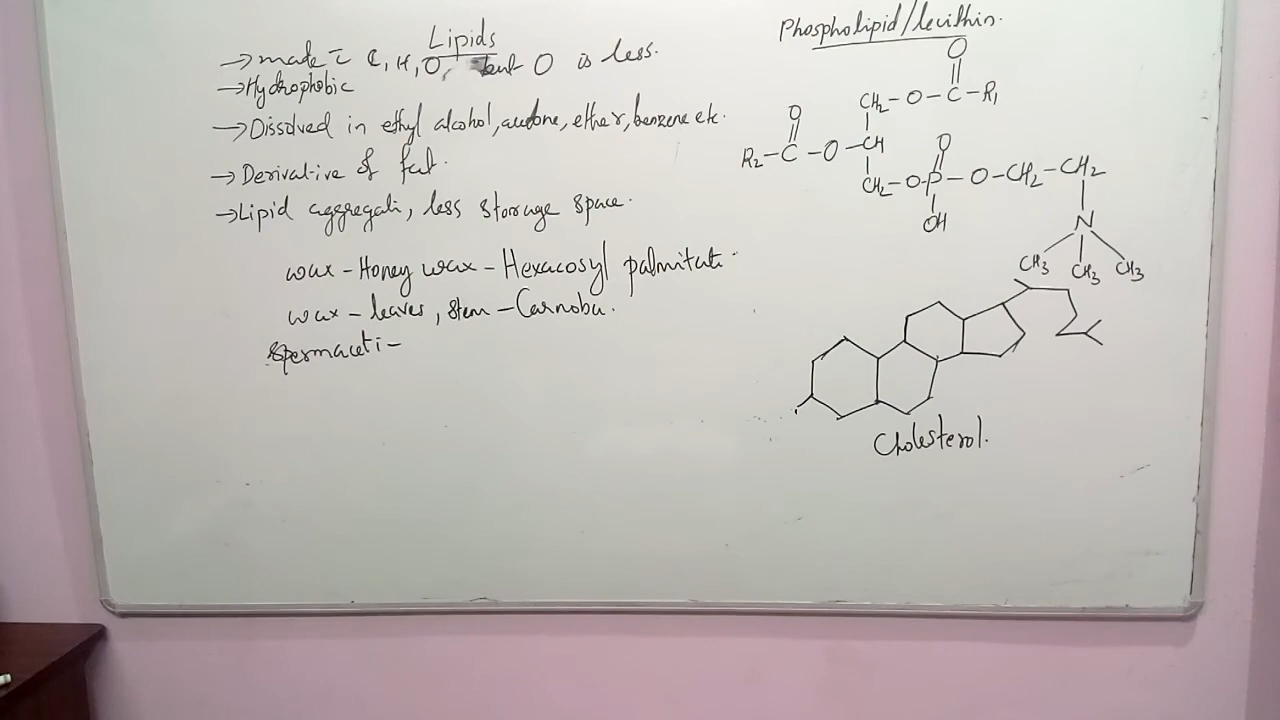 Lipids
→ made c̄ C, H, O, but O is less.
→ Hydrophobic
→ Dissolved in ethyl alcohol, acetone, ether, benzene etc.
→ Derivative of fat.
→ Lipid aggregati, less storage space.
wax - Honey wax - Hexacosyl palmitate.
wax - leaves, stem - Carnoba.
Spermaceti -
Phospholipid/lecithin.
O
CH₂-O-C-R₁
O
R₂-C-O-CH
O
CH₂-O-P-O-CH₂-CH₂
OH
N
CH₃ CH₃ CH₃
Cholesterol.